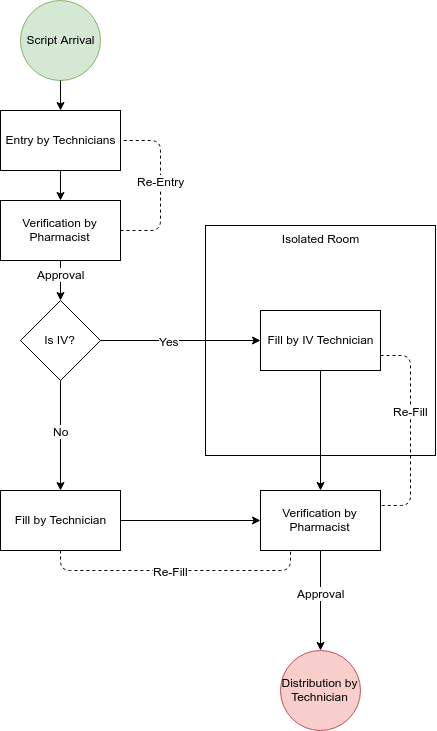 Script Arrival
Entry by Technicians
Re-Entry
Verification by
Pharmacist
Approval
Isolated Room
Is IV?
Yes
Fill by IV Technician
Re-Fill
No
Fill by Technician
Verification by
Pharmacist
Re-Fill
Approval
Distribution by
Technician